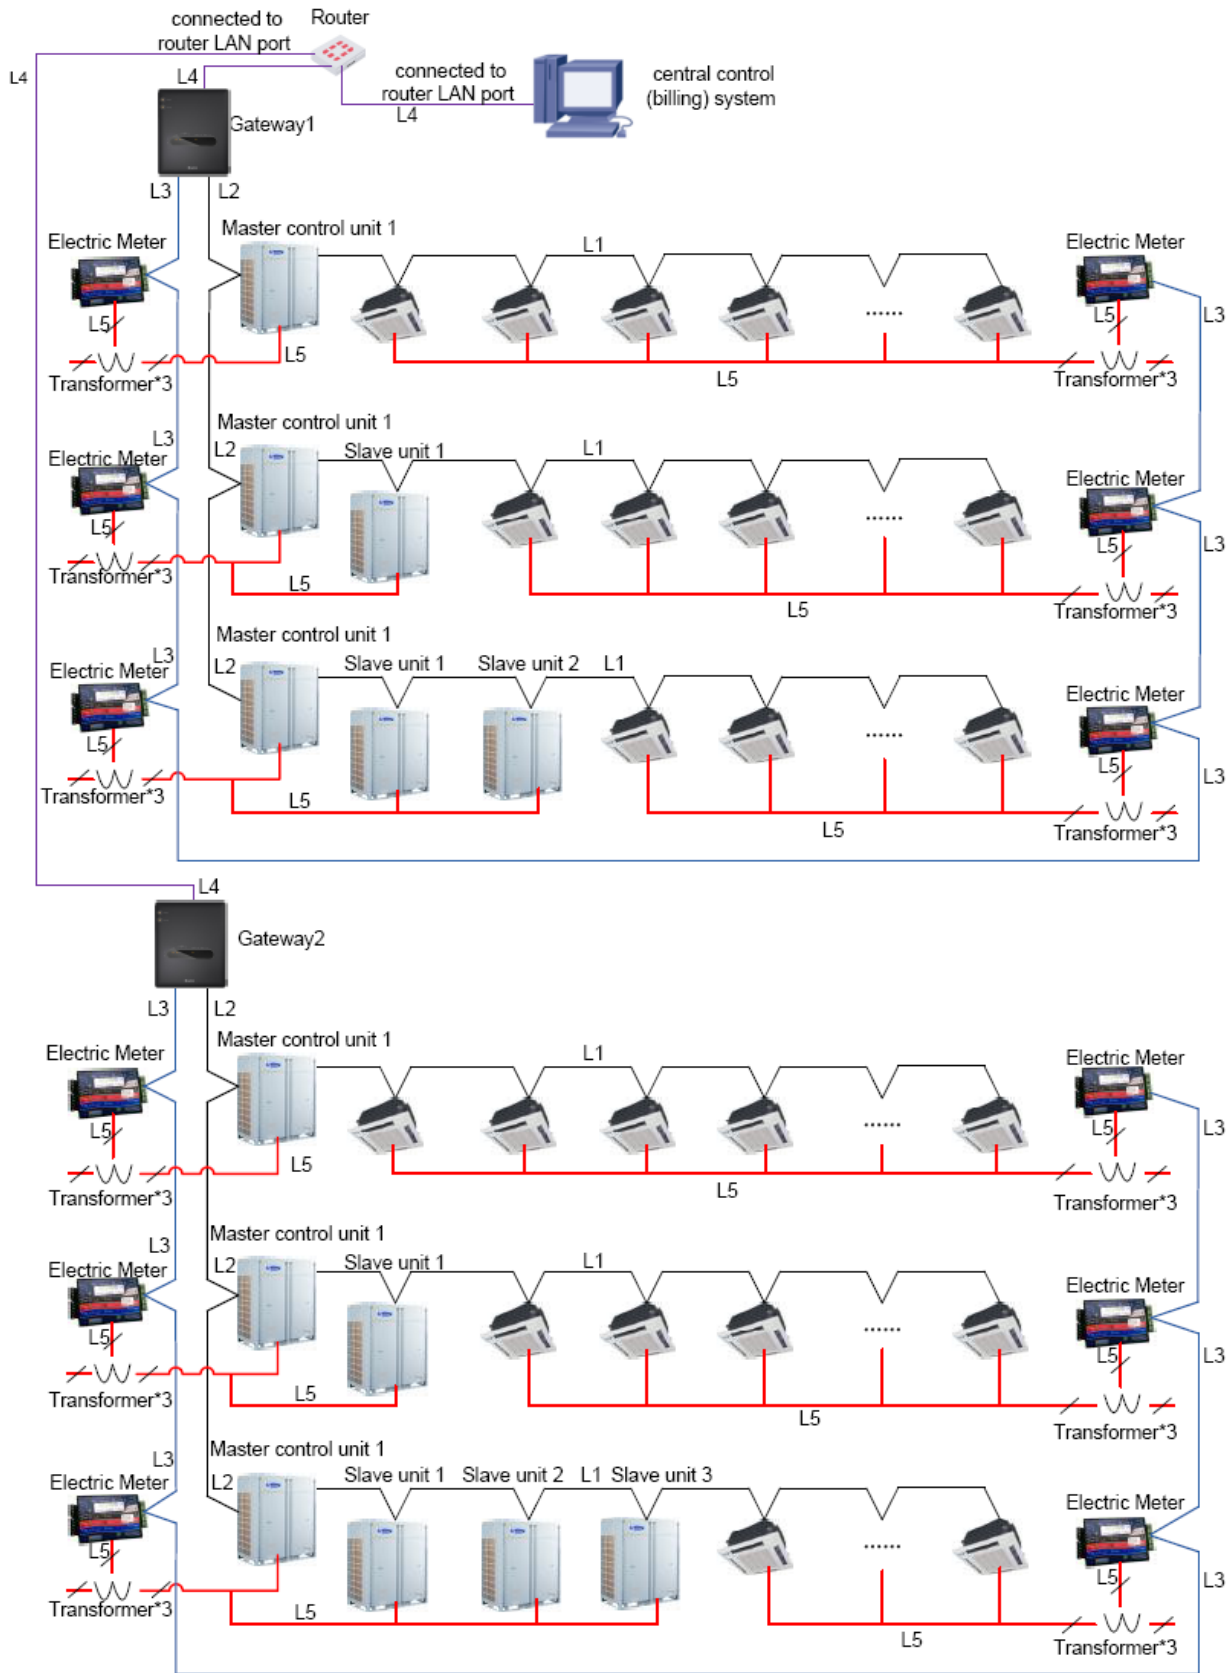 connected to
router LAN port
Router
L4
L4
connected to
router LAN port
L4
central control
(billing) system
Gateway1
L3
L2
Electric Meter
Master control unit 1
L1
Electric Meter
L5
L5
L5
L5
L3
Transformer*3
Transformer*3
Master control unit 1
L3
L2
Electric Meter
Slave unit 1
L1
Electric Meter
L5
L5
L5
L5
L3
Transformer*3
Transformer*3
Master control unit 1
L3
L2
Electric Meter
Slave unit 1
Slave unit 2
L1
Electric Meter
L5
L5
L5
L5
L3
Transformer*3
Transformer*3
L4
Gateway2
L3
L2
Electric Meter
Master control unit 1
L1
Electric Meter
L5
L5
L5
L5
L3
Transformer*3
Transformer*3
Master control unit 1
L3
L2
Electric Meter
Slave unit 1
L1
Electric Meter
L5
L5
L5
L5
L3
Transformer*3
Transformer*3
Master control unit 1
L3
L2
Electric Meter
Slave unit 1
Slave unit 2
L1
Slave unit 3
Electric Meter
L5
L5
L5
L5
L3
Transformer*3
Transformer*3